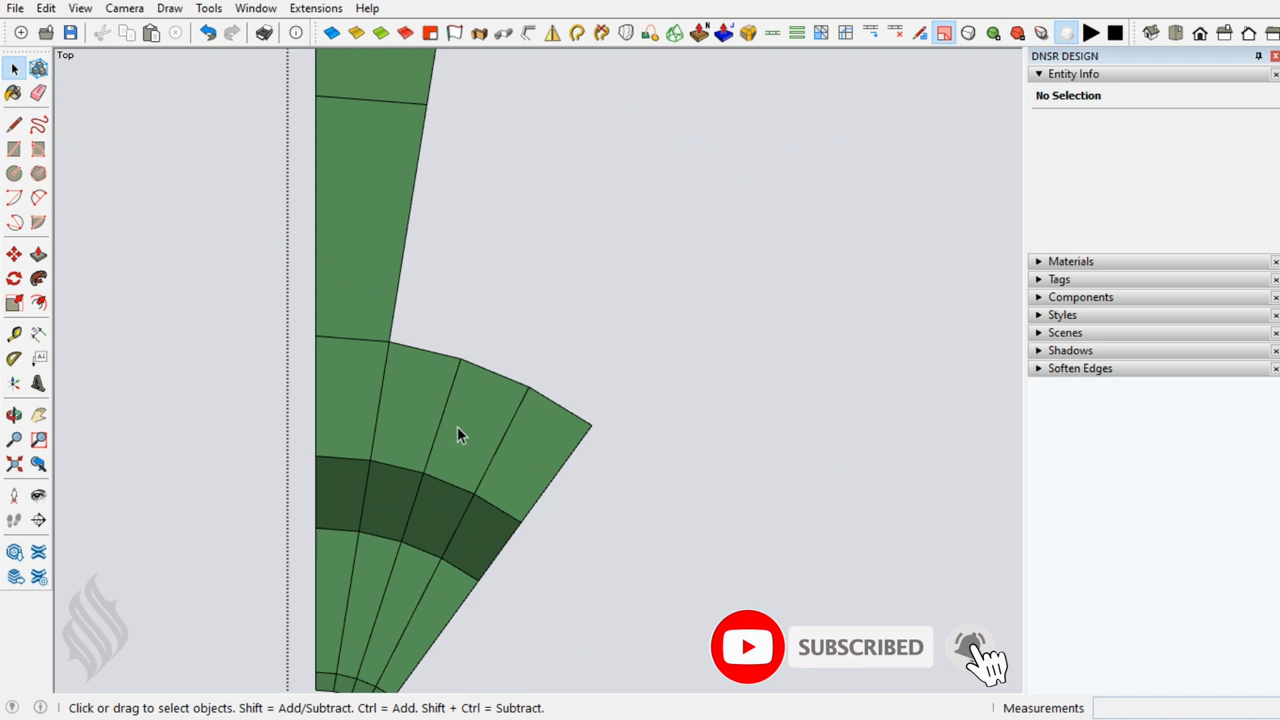 File Edit View Camera Draw Tools Window Extensions Help
Top
DNSR DESIGN
Entity Info
No Selection
Materials
Tags
Components
Styles
Scenes
Shadows
Soften Edges
SUBSCRIBED
Click or drag to select objects. Shift = Add/Subtract. Ctrl = Add. Shift + Ctrl = Subtract.
Measurements